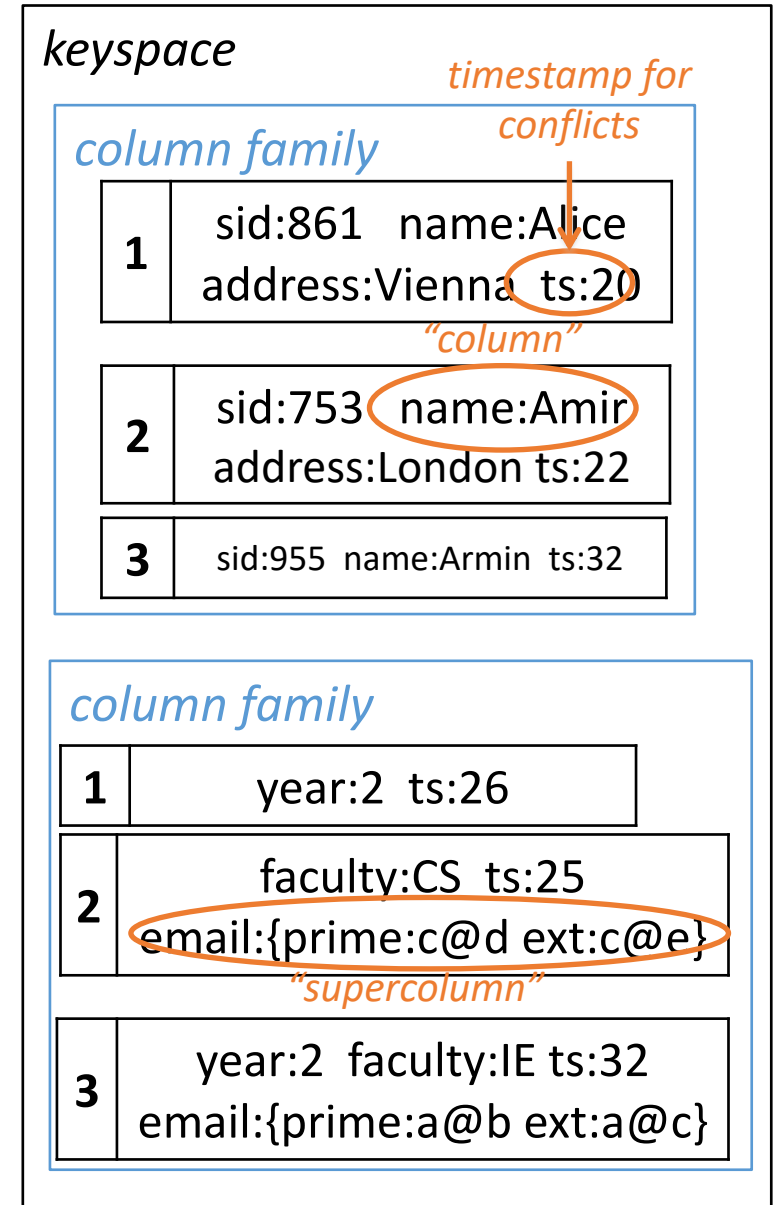 keyspace
timestamp for
conflicts
column family
1
sid:861 name:Alice
address:Vienna ts:20
"column"
2
sid:753 name:Amir
address:London ts:22
3
sid:955 name:Armin ts:32
column family
1
year:2 ts:26
2
faculty:CS ts:25
email:{prime:c@d ext:c@e}
"supercolumn"
3
year:2 faculty:IE ts:32
email:{prime:a@b ext:a@c}